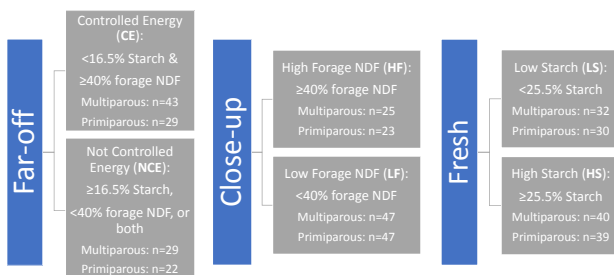 Far-off
Controlled Energy
(CE):
<16.5% Starch &
≥40% forage NDF
Multiparous: n=43
Primiparous: n=29
Not Controlled
Energy (NCE):
≥16.5% Starch,
<40% forage NDF, or
both
Multiparous: n=29
Primiparous: n=22
Close-up
High Forage NDF (HF):
≥40% forage NDF
Multiparous: n=25
Primiparous: n=23
Low Forage NDF (LF):
<40% forage NDF
Multiparous: n=47
Primiparous: n=47
Fresh
Low Starch (LS):
<25.5% Starch
Multiparous: n=32
Primiparous: n=30
High Starch (HS):
≥25.5% Starch
Multiparous: n=40
Primiparous: n=39